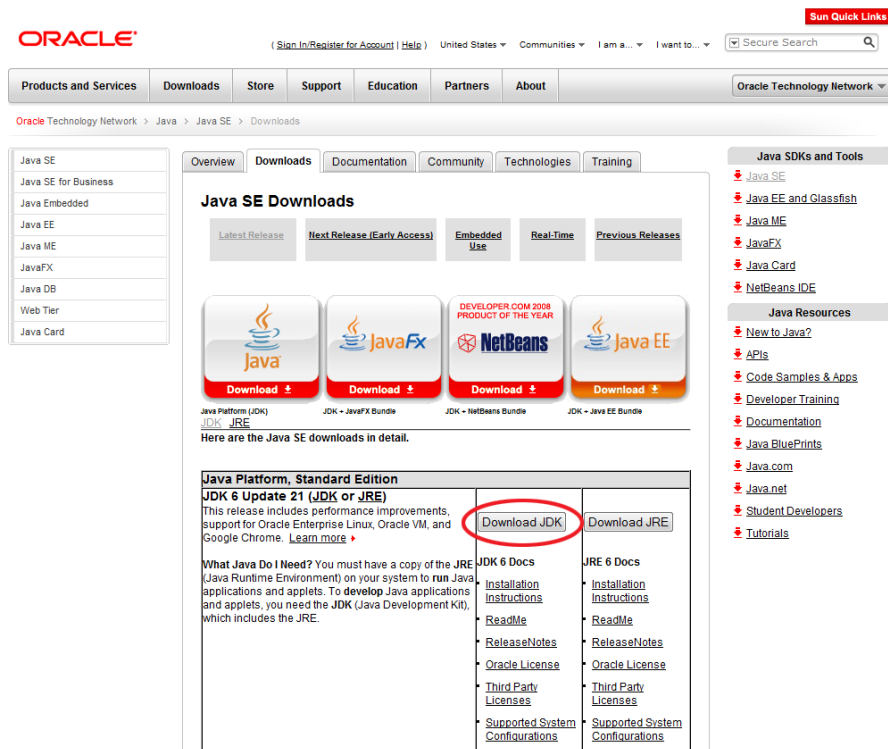 Sun Quick Links
ORACLE
( Sign In/Register for Account | Help ) United States Communities I am a... I want to... Secure Search
Products and Services Downloads Store Support Education Partners About Oracle Technology Network
Oracle Technology Network > Java > Java SE > Downloads
Java SE
Java SE for Business
Java Embedded
Java EE
Java ME
JavaFX
Java DB
Web Tier
Java Card
Overview Downloads Documentation Community Technologies Training
Java SE Downloads
Latest Release Next Release (Early Access) Embedded Use Real-Time Previous Releases
Java
Download
JavaFX
Download
DEVELOPER.COM 2008
PRODUCT OF THE YEAR
NetBeans
Download
Java EE
Download
Java Platform (JDK) JDK + JavaFX Bundle JDK + NetBeans Bundle JDK + Java EE Bundle
JDK JRE
Here are the Java SE downloads in detail.
Java Platform, Standard Edition
JDK 6 Update 21 (JDK or JRE)
This release includes performance improvements,
support for Oracle Enterprise Linux, Oracle VM, and
Google Chrome. Learn more
What Java Do I Need? You must have a copy of the JRE
(Java Runtime Environment) on your system to run Java
applications and applets. To develop Java applications
and applets, you need the JDK (Java Development Kit),
which includes the JRE.
Download JDK
JDK 6 Docs
Installation
Instructions
ReadMe
ReleaseNotes
Oracle License
Third Party
Licenses
Supported System
Configurations
Download JRE
JRE 6 Docs
Installation
Instructions
ReadMe
ReleaseNotes
Oracle License
Third Party
Licenses
Supported System
Configurations
Java SDKs and Tools
Java SE
Java EE and Glassfish
Java ME
JavaFX
Java Card
NetBeans IDE
Java Resources
New to Java?
APIs
Code Samples & Apps
Developer Training
Documentation
Java BluePrints
Java.com
Java.net
Student Developers
Tutorials